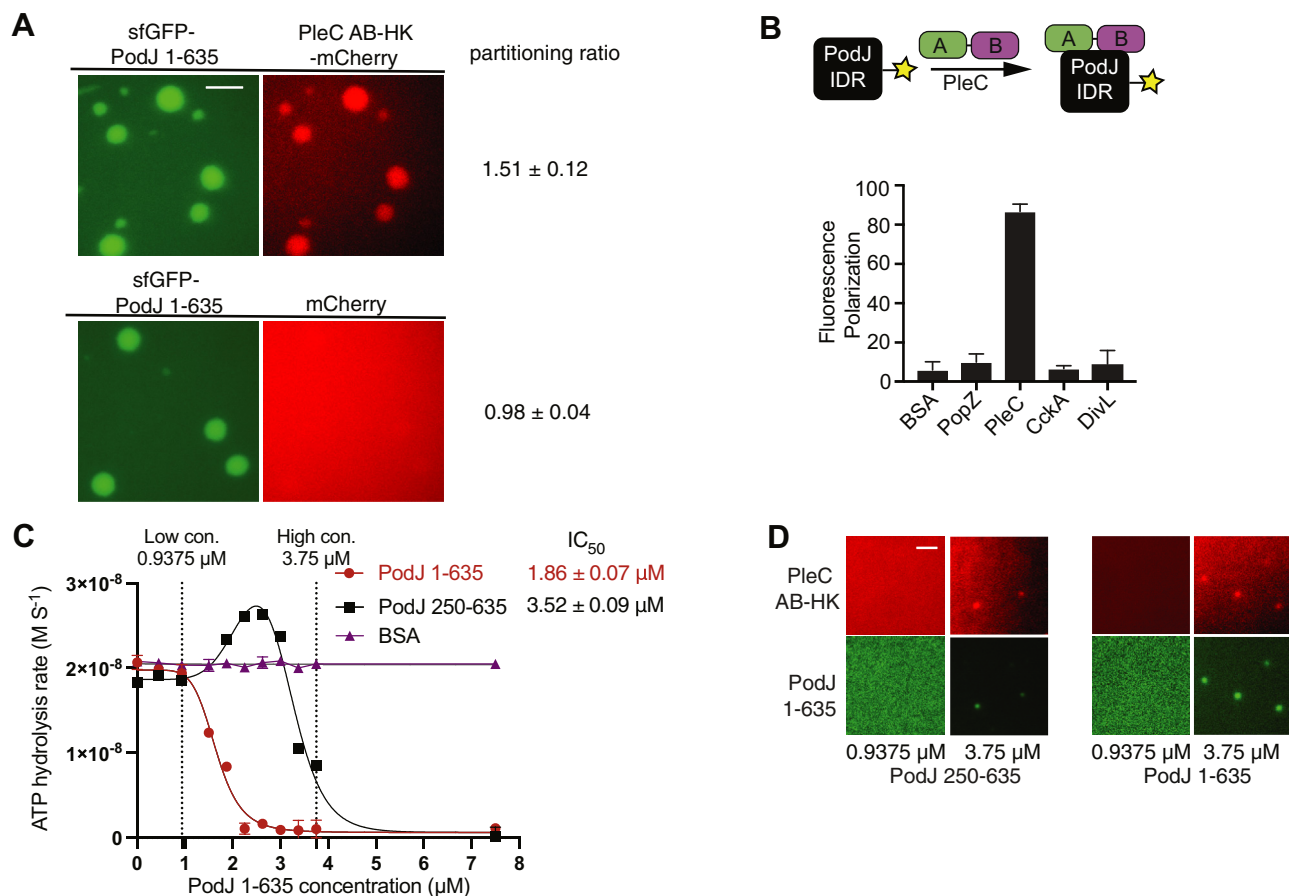 A
sfGFP-
PodJ 1-635
PleC AB-HK
-mCherry
partitioning ratio
1.51 ± 0.12
sfGFP-
PodJ 1-635
mCherry
0.98 ± 0.04
B
PodJ
IDR
A
B
PleC
A
B
PodJ
IDR
Fluorescence
Polarization
100
80
60
40
20
0
BSA
PopZ
PleC
CckA
DivL
C
Low con.
0.9375 µM
High con.
3.75 µM
IC50
PodJ 1-635
1.86 ± 0.07 µM
PodJ 250-635
3.52 ± 0.09 µM
BSA
ATP hydrolysis rate (M S-1)
3×10-8
2×10-8
1×10-8
0
0 1 2 3 4 5 6 7 8
PodJ 1-635 concentration (µM)
D
PleC
AB-HK
PodJ
1-635
0.9375 µM 3.75 µM
PodJ 250-635
0.9375 µM 3.75 µM
PodJ 1-635